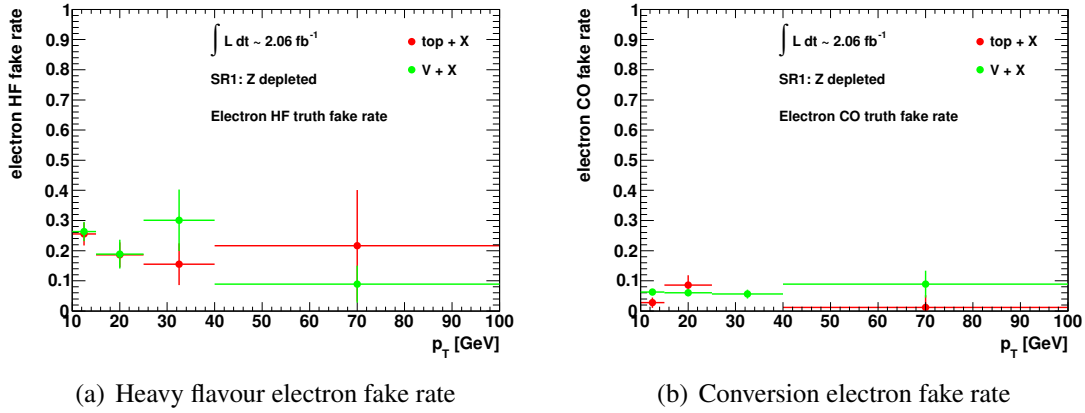 electron HF fake rate
1
0.9
0.8
0.7
0.6
0.5
0.4
0.3
0.2
0.1
0
10 20 30 40 50 60 70 80 90 100
p_T [GeV]
∫ L dt ~ 2.06 fb⁻¹
SR1: Z depleted
Electron HF truth fake rate
top + X
V + X
(a) Heavy flavour electron fake rate
electron CO fake rate
1
0.9
0.8
0.7
0.6
0.5
0.4
0.3
0.2
0.1
0
10 20 30 40 50 60 70 80 90 100
p_T [GeV]
∫ L dt ~ 2.06 fb⁻¹
SR1: Z depleted
Electron CO truth fake rate
top + X
V + X
(b) Conversion electron fake rate